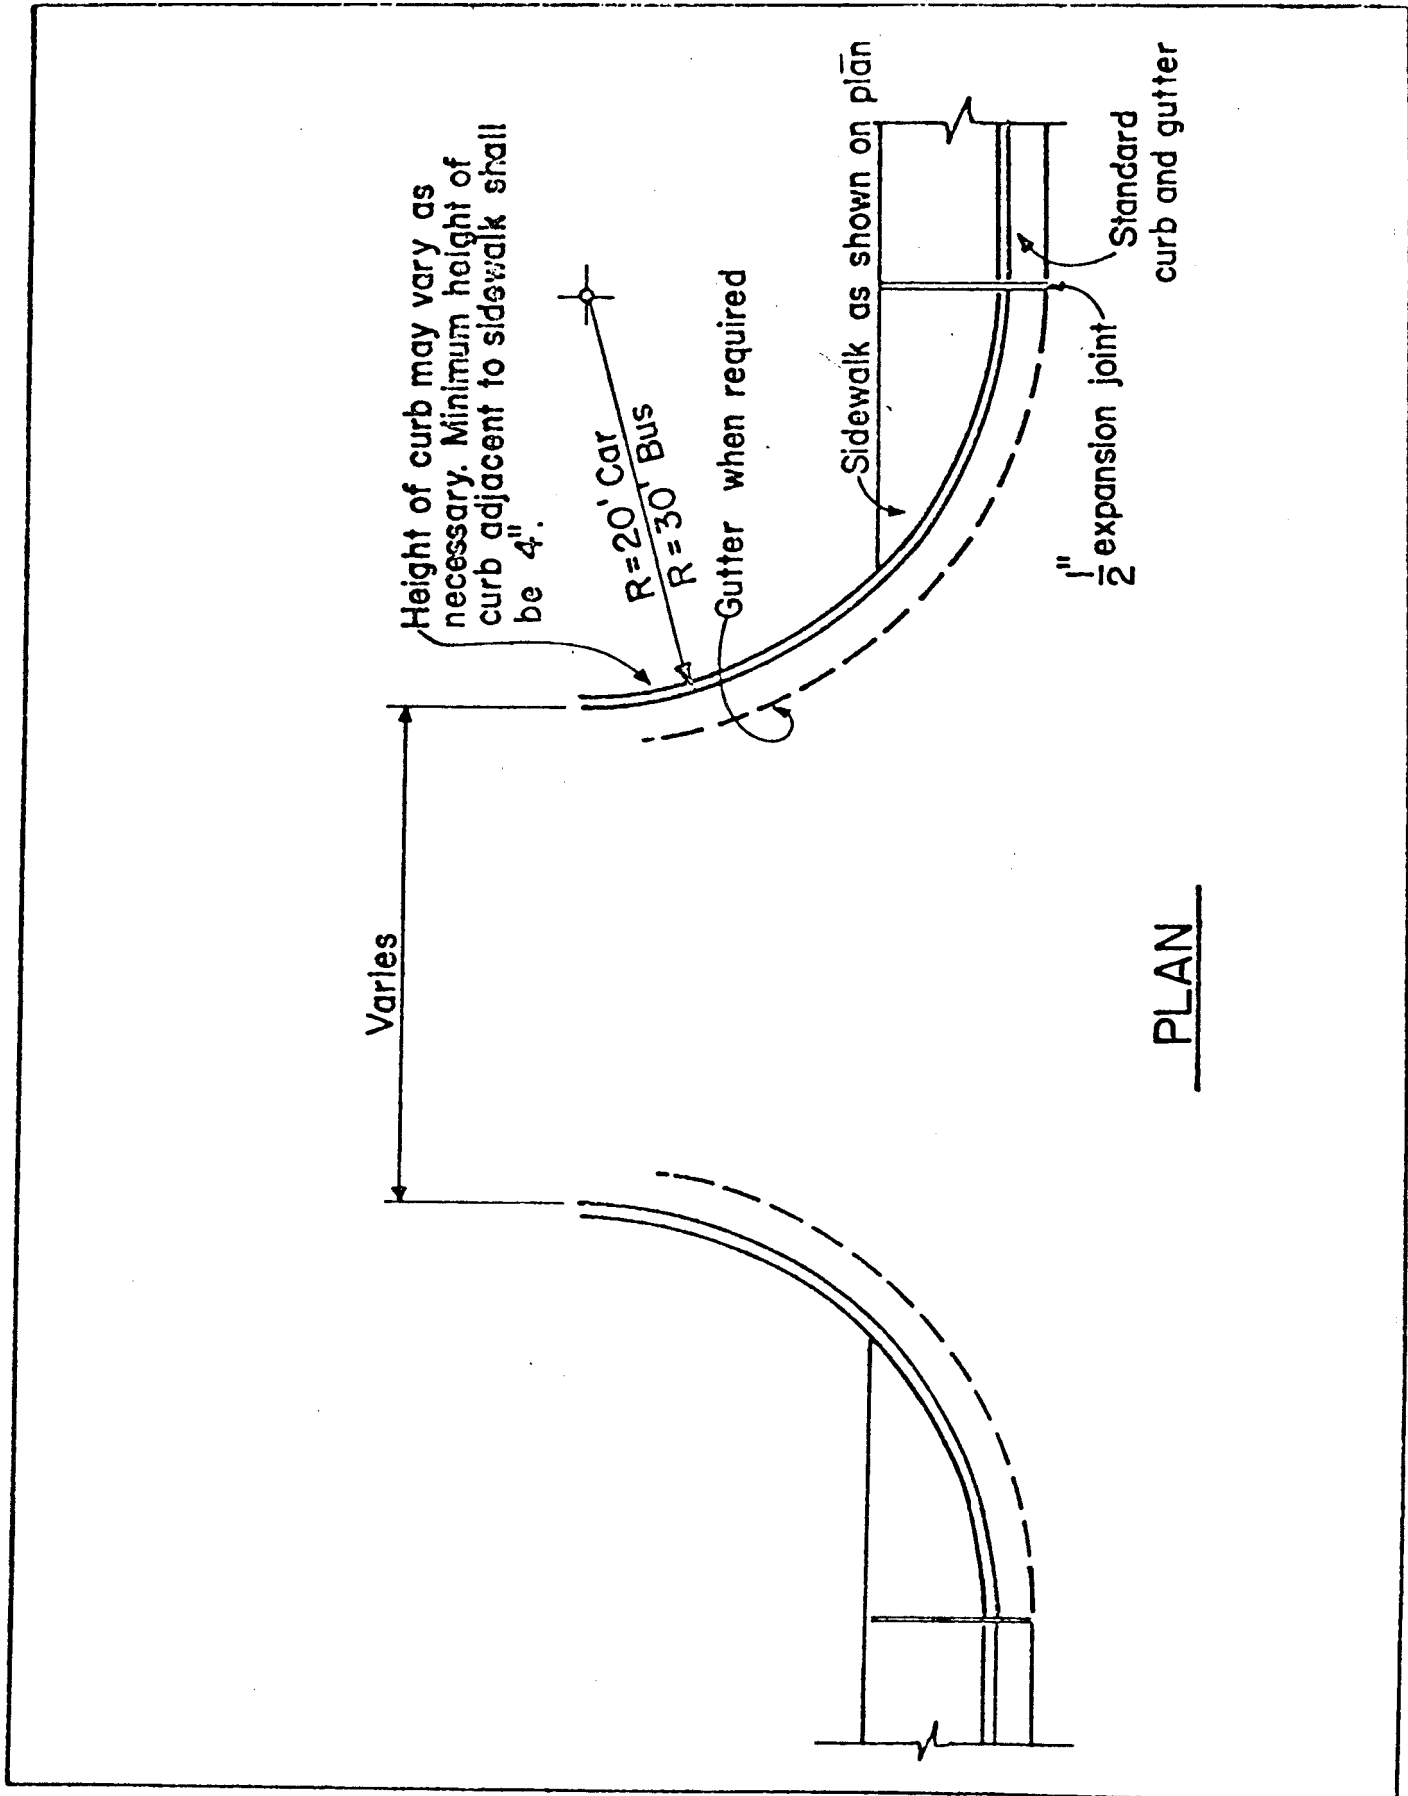 Varies
Height of curb may vary as
necessary. Minimum height of
curb adjacent to sidewalk shall
be 4".
R=20' Car
R=30' Bus
Gutter when required
Sidewalk as shown on plan
1/2" expansion joint
Standard
curb and gutter
PLAN